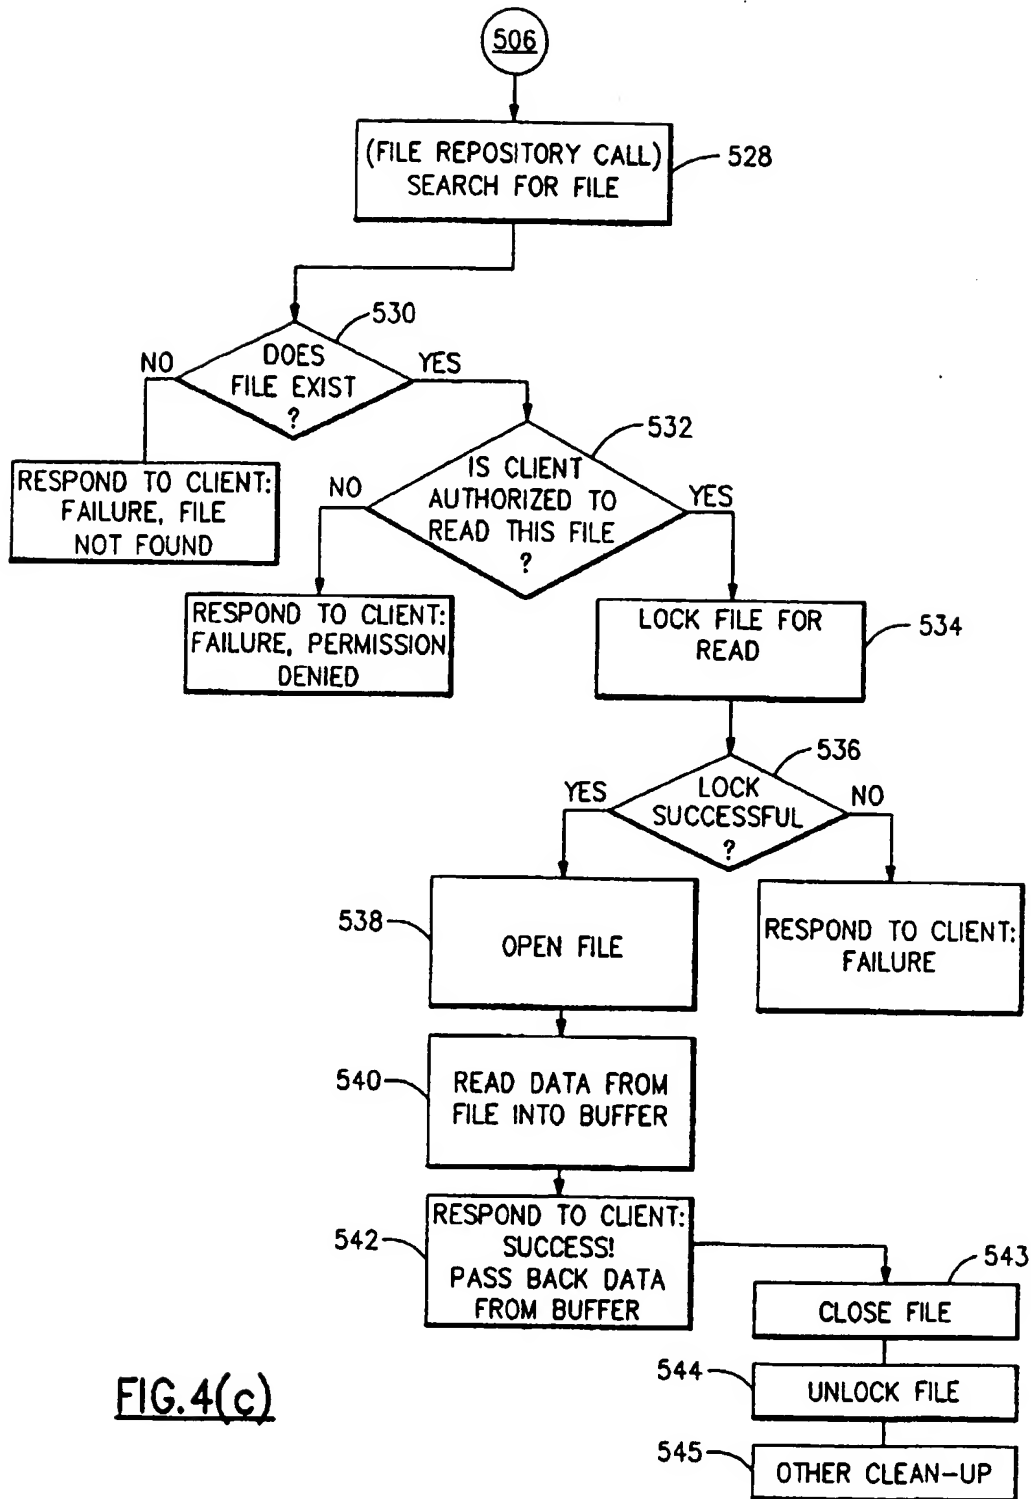 506
(FILE REPOSITORY CALL)
SEARCH FOR FILE
528
530
DOES
FILE EXIST
?
NO
YES
RESPOND TO CLIENT:
FAILURE, FILE
NOT FOUND
532
IS CLIENT
AUTHORIZED TO
READ THIS FILE
?
NO
YES
RESPOND TO CLIENT:
FAILURE, PERMISSION
DENIED
LOCK FILE FOR
READ
534
536
LOCK
SUCCESSFUL
?
YES
NO
538
OPEN FILE
RESPOND TO CLIENT:
FAILURE
540
READ DATA FROM
FILE INTO BUFFER
542
RESPOND TO CLIENT:
SUCCESS!
PASS BACK DATA
FROM BUFFER
543
CLOSE FILE
544
UNLOCK FILE
545
OTHER CLEAN-UP
FIG.4(c)